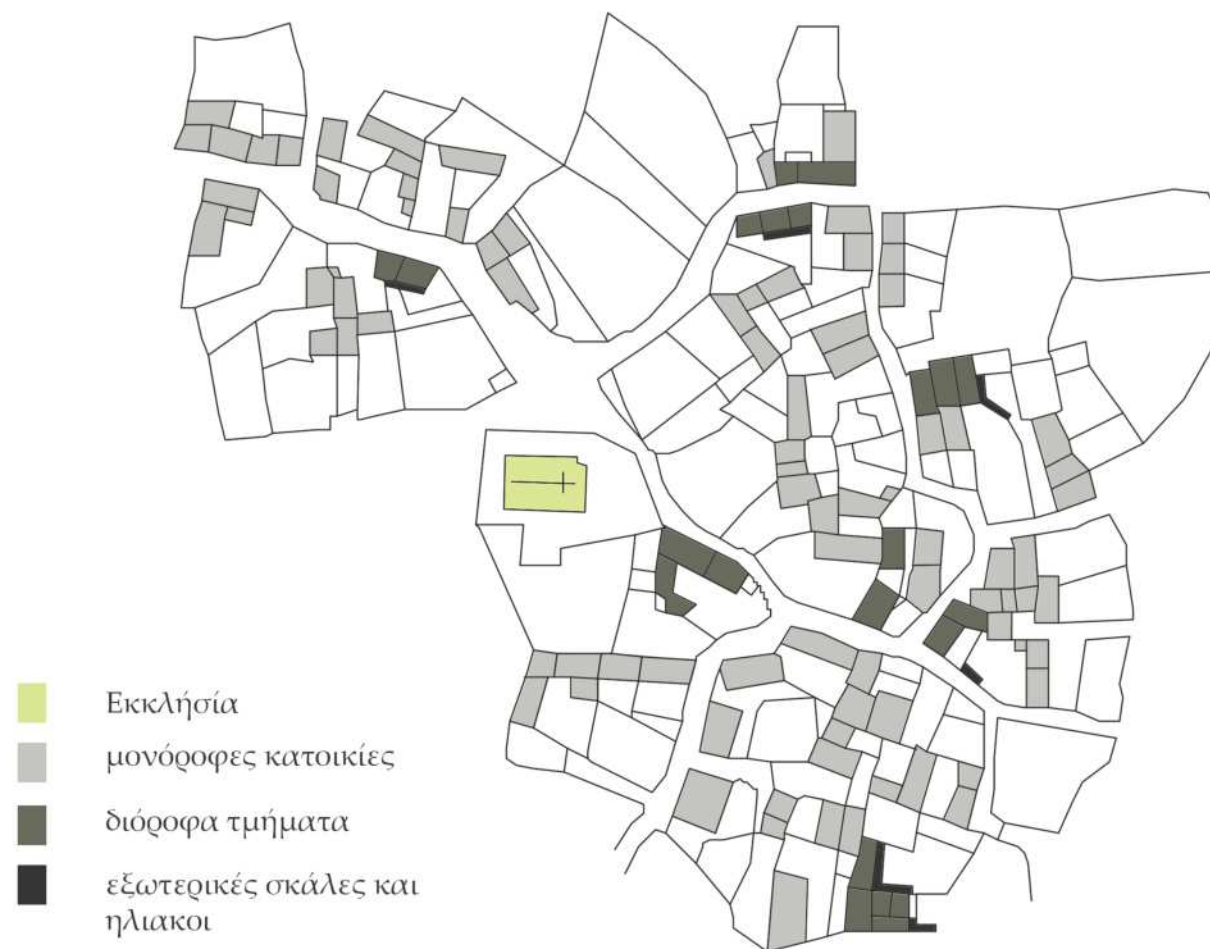 Εκκλήσία
μονόροφες κατοικίες
διόροφα τμήματα
εξωτερικές σκάλες και
ηλιακοι